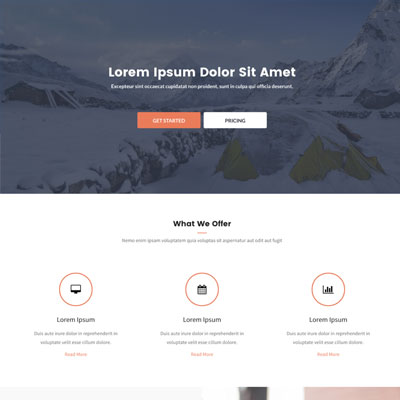 Lorem Ipsum Dolor Sit Amet
Excepteur sint occaecat cupidatat non proident, sunt in culpa qui officia deserunt.
GET STARTED
PRICING
What We Offer
Nemo enim ipsam voluptatem quia voluptas sit aspernatur aut odit aut fugit
Lorem Ipsum
Lorem Ipsum
Lorem Ipsum
Duis aute irure dolor in reprehenderit in
voluptate velit esse cillum dolore.
Duis aute irure dolor in reprehenderit in
voluptate velit esse cillum dolore.
Duis aute irure dolor in reprehenderit in
voluptate velit esse cillum dolore.
Read More
Read More
Read More